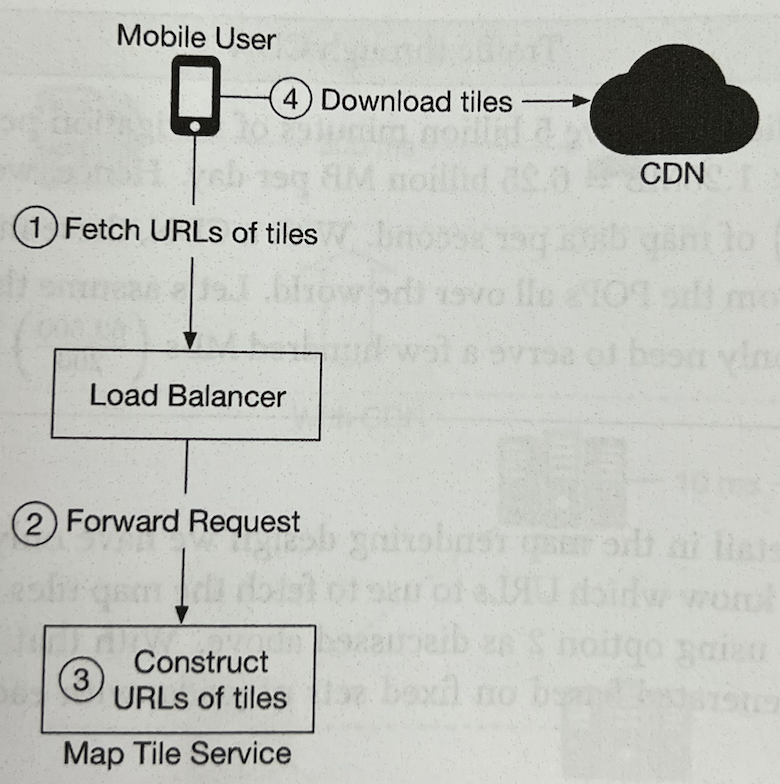 Mobile User
4 Download tiles
CDN
1 Fetch URLs of tiles
Load Balancer
2 Forward Request
3 Construct
URLs of tiles
Map Tile Service